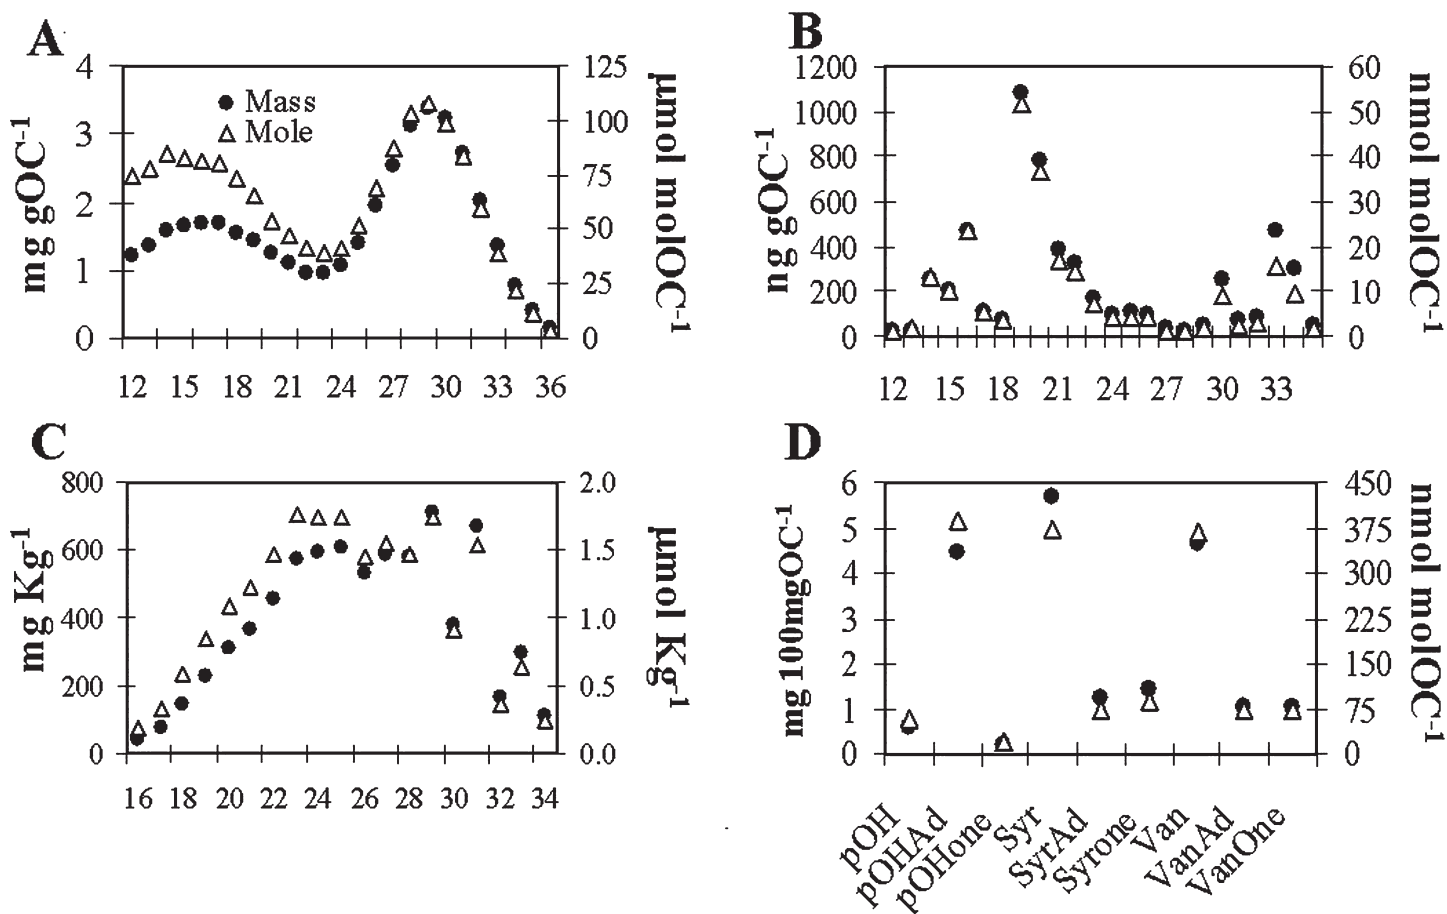 A
4
3
2
1
0
mg gOC⁻¹
Mass
Mole
125
100
75
50
25
0
µmol molOC⁻¹
12 15 18 21 24 27 30 33 36
B
1200
1000
800
600
400
200
0
ng gOC⁻¹
60
50
40
30
20
10
0
nmol molOC⁻¹
12 15 18 21 24 27 30 33
C
800
600
400
200
0
mg Kg⁻¹
2.0
1.5
1.0
0.5
0.0
µmol Kg⁻¹
16 18 20 22 24 26 28 30 32 34
D
6
5
4
3
2
1
0
mg 100mgOC⁻¹
450
375
300
225
150
75
0
nmol molOC⁻¹
pOH
pOHAd
pOHone
Syr
SyrAd
Syrone
Van
VanAd
VanOne